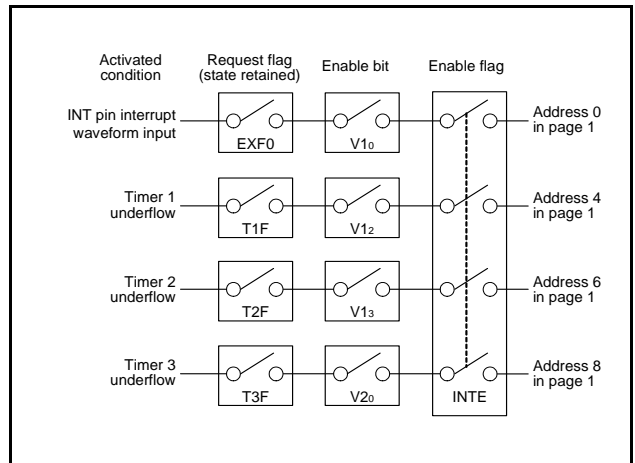 Activated condition
Request flag (state retained)
Enable bit
Enable flag
INT pin interrupt waveform input
EXF0
V10
Address 0 in page 1
Timer 1 underflow
T1F
V12
Address 4 in page 1
Timer 2 underflow
T2F
V13
Address 6 in page 1
Timer 3 underflow
T3F
V20
INTE
Address 8 in page 1